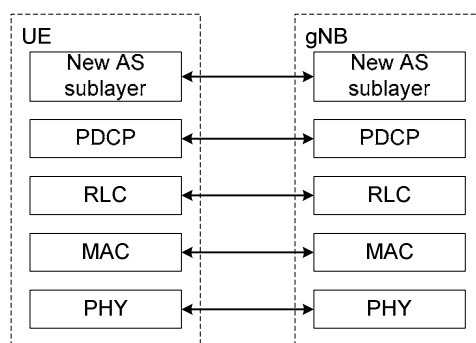 UE
New AS
sublayer
PDCP
RLC
MAC
PHY
gNB
New AS
sublayer
PDCP
RLC
MAC
PHY